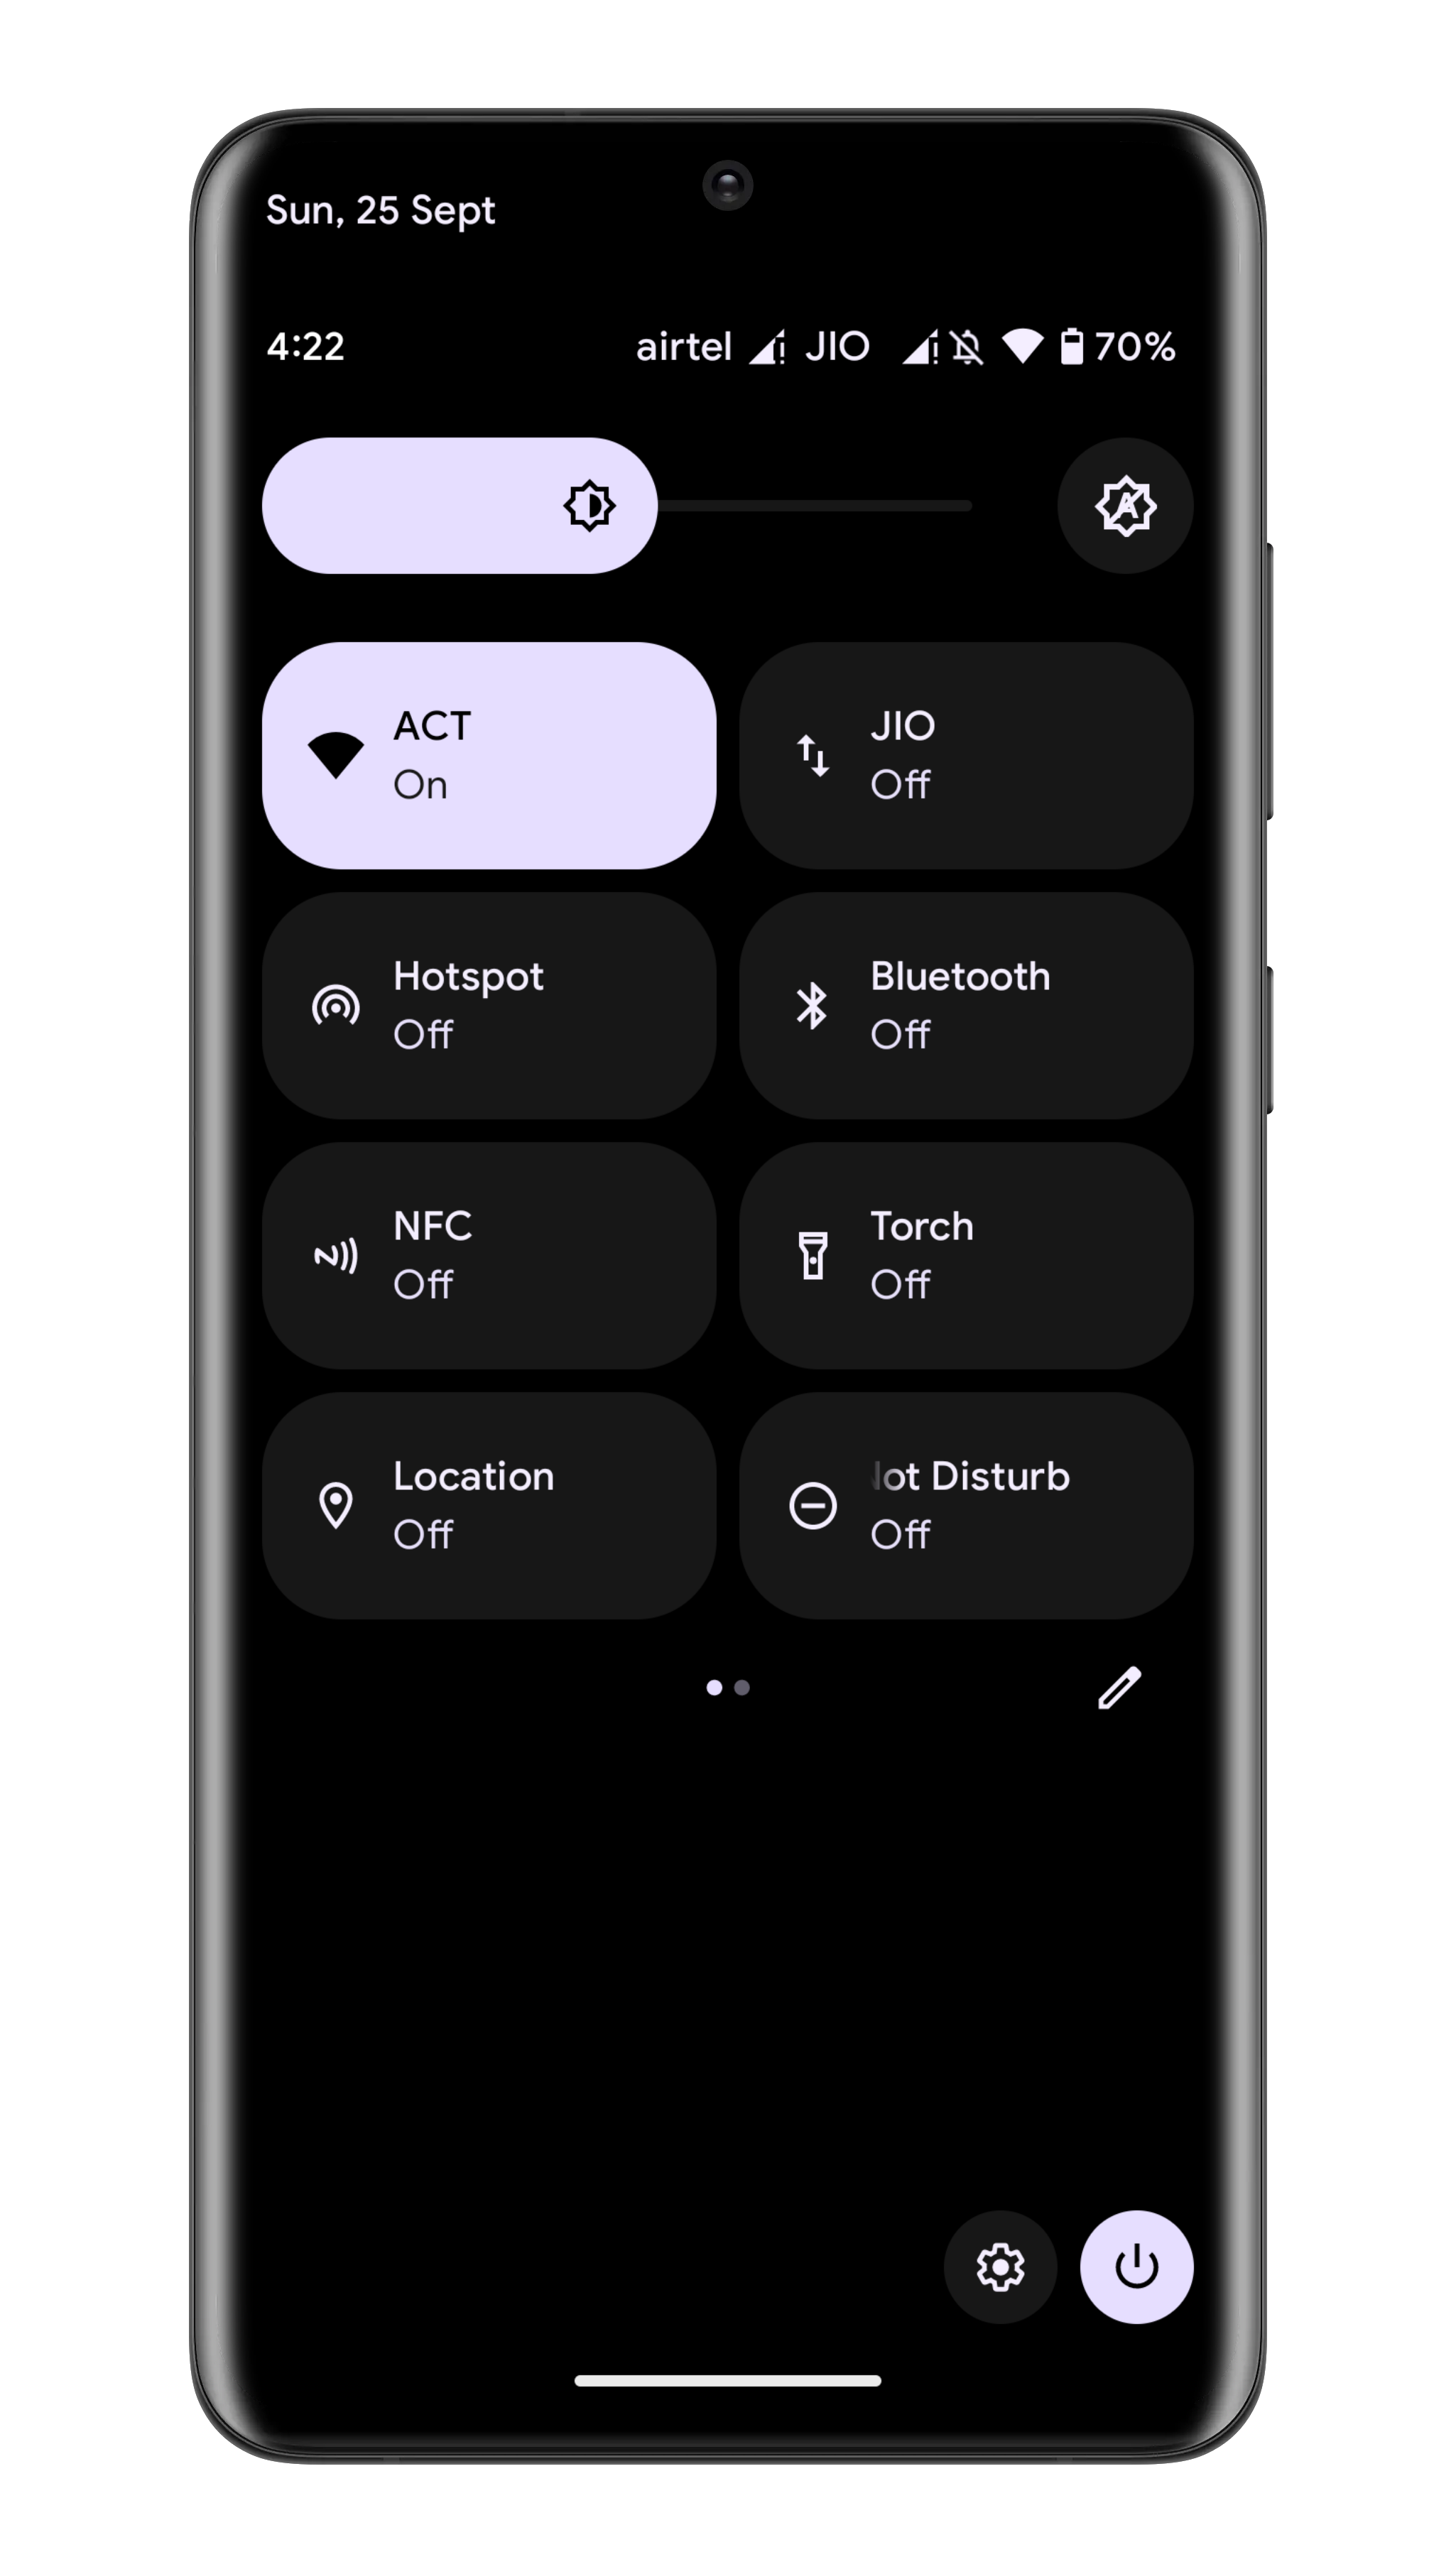 Sun, 25 Sept
4:22 airtel JIO 70%
ACT
On
JIO
Off
Hotspot
Off
Bluetooth
Off
NFC
Off
Torch
Off
Location
Off
ot Disturb
Off